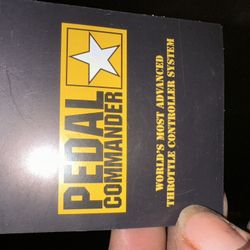 PEDAL
COMMANDER
WORLD'S MOST ADVANCED
THROTTLE CONTROLLER SYSTEM